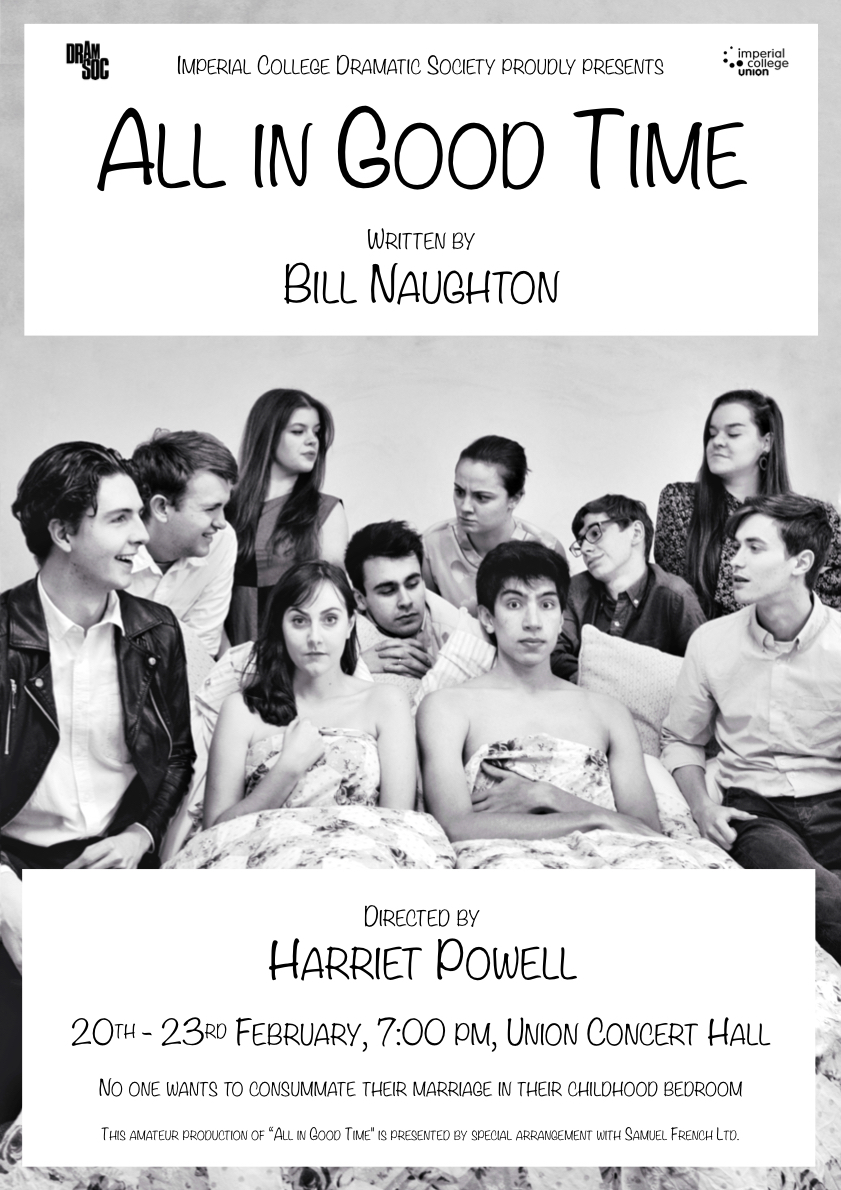 DRAM
SOC
Imperial College Dramatic Society proudly presents
imperial
college
union
All in Good Time
Written by
Bill Naughton
Directed by
Harriet Powell
20th - 23rd February, 7:00 pm, Union Concert Hall
No one wants to consummate their marriage in their childhood bedroom
This amateur production of “All in Good Time" is presented by special arrangement with Samuel French Ltd.